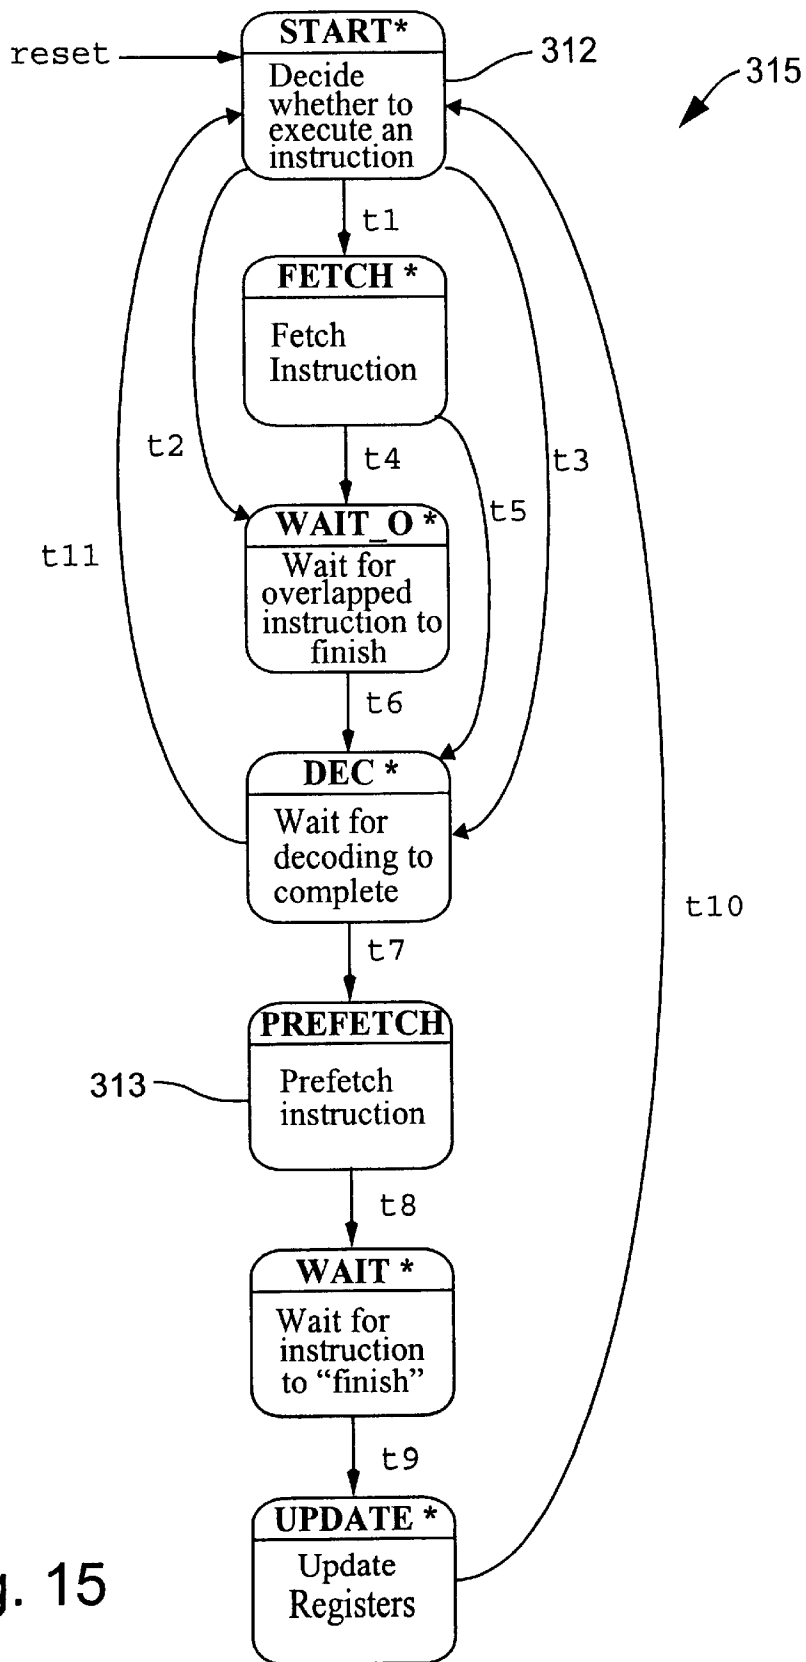 START*
reset
312
315
Decide
whether to
execute an
instruction
t1
FETCH *
Fetch
Instruction
t2
t4
t3
t5
WAIT_O *
t11
Wait for
overlapped
instruction to
finish
t6
DEC *
Wait for
decoding to
complete
t10
t7
PREFETCH
313
Prefetch
instruction
t8
WAIT *
Wait for
instruction
to “finish”
t9
UPDATE *
Update
Registers
g. 15